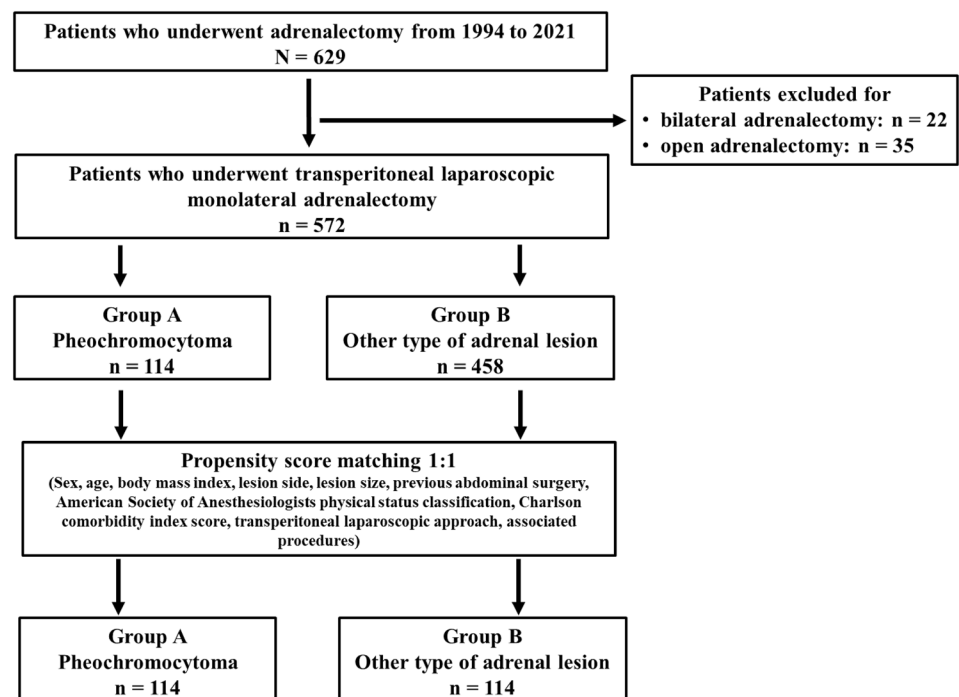 Patients who underwent adrenalectomy from 1994 to 2021
N = 629
Patients excluded for
• bilateral adrenalectomy: n = 22
• open adrenalectomy: n = 35
Patients who underwent transperitoneal laparoscopic
monolateral adrenalectomy
n = 572
Group A
Pheochromocytoma
n = 114
Group B
Other type of adrenal lesion
n = 458
Propensity score matching 1:1
(Sex, age, body mass index, lesion side, lesion size, previous abdominal surgery,
American Society of Anesthesiologists physical status classification, Charlson
comorbidity index score, transperitoneal laparoscopic approach, associated
procedures)
Group A
Pheochromocytoma
n = 114
Group B
Other type of adrenal lesion
n = 114